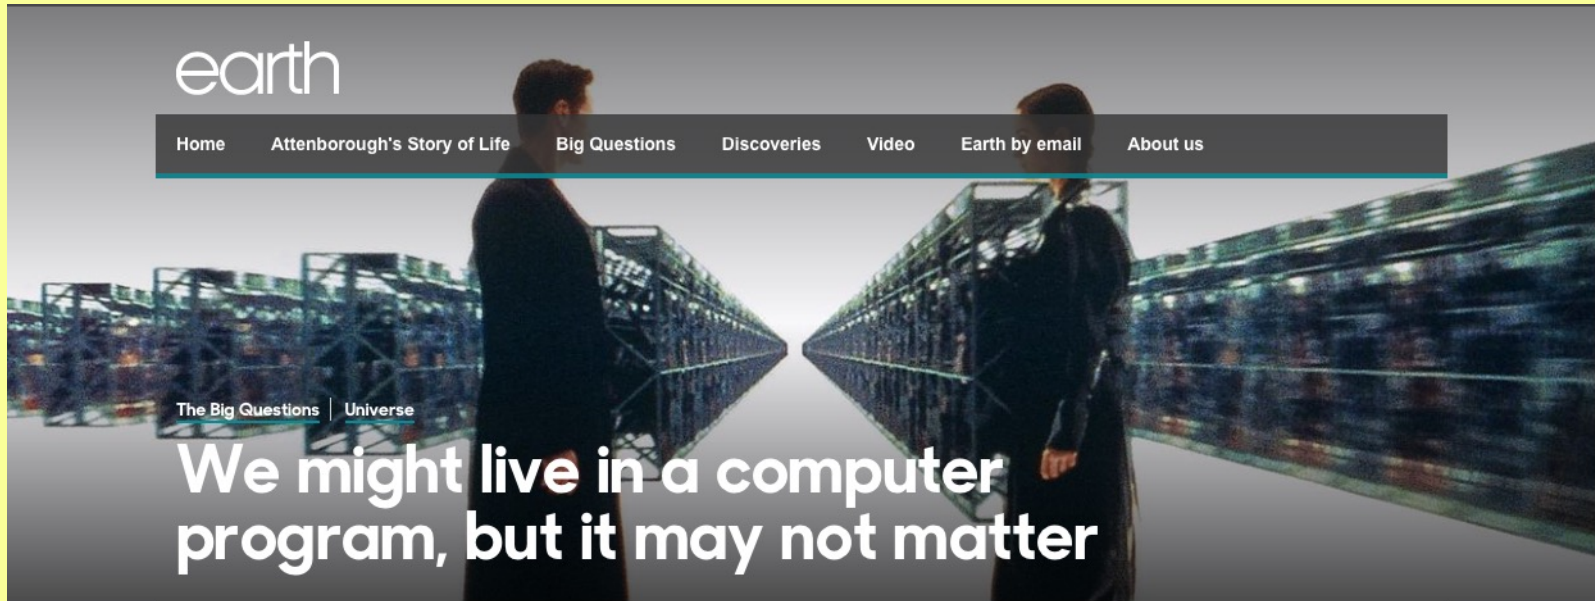 earth
Home Attenborough's Story of Life Big Questions Discoveries Video Earth by email About us
The Big Questions Universe
We might live in a computer
program, but it may not matter